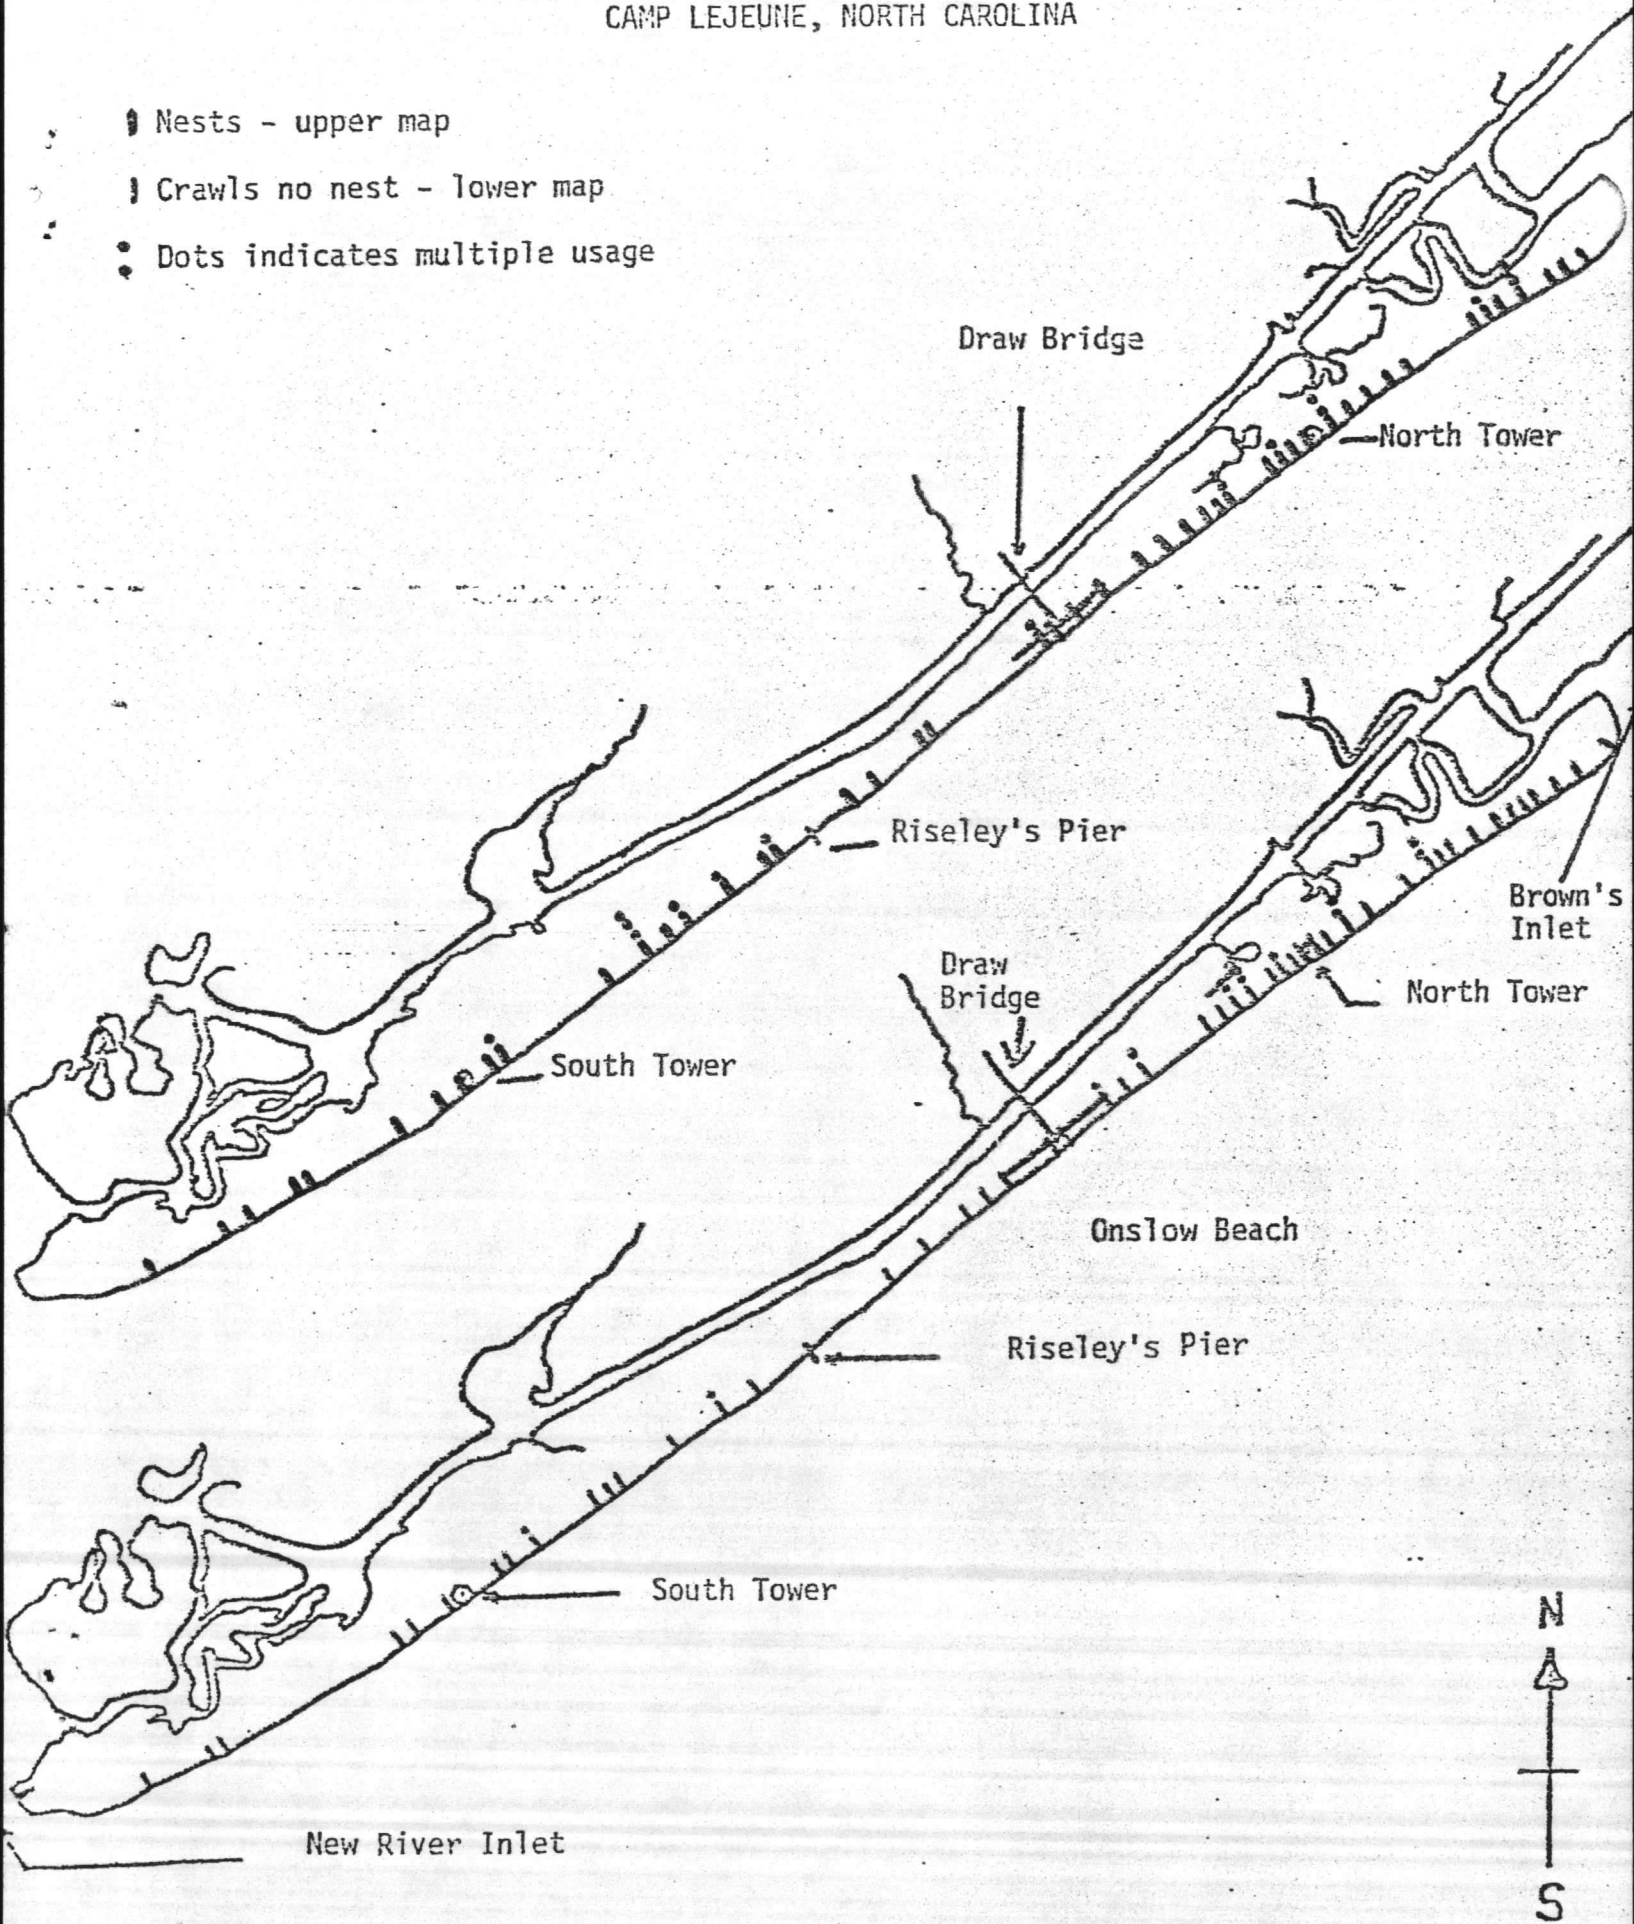 CAMP LEJEUNE, NORTH CAROLINA
Nests - upper map
Crawls no nest - lower map
Dots indicates multiple usage
Draw Bridge
North Tower
Riseley's Pier
Brown's
Inlet
Draw
Bridge
North Tower
South Tower
Onslow Beach
Riseley's Pier
South Tower
N
New River Inlet
S